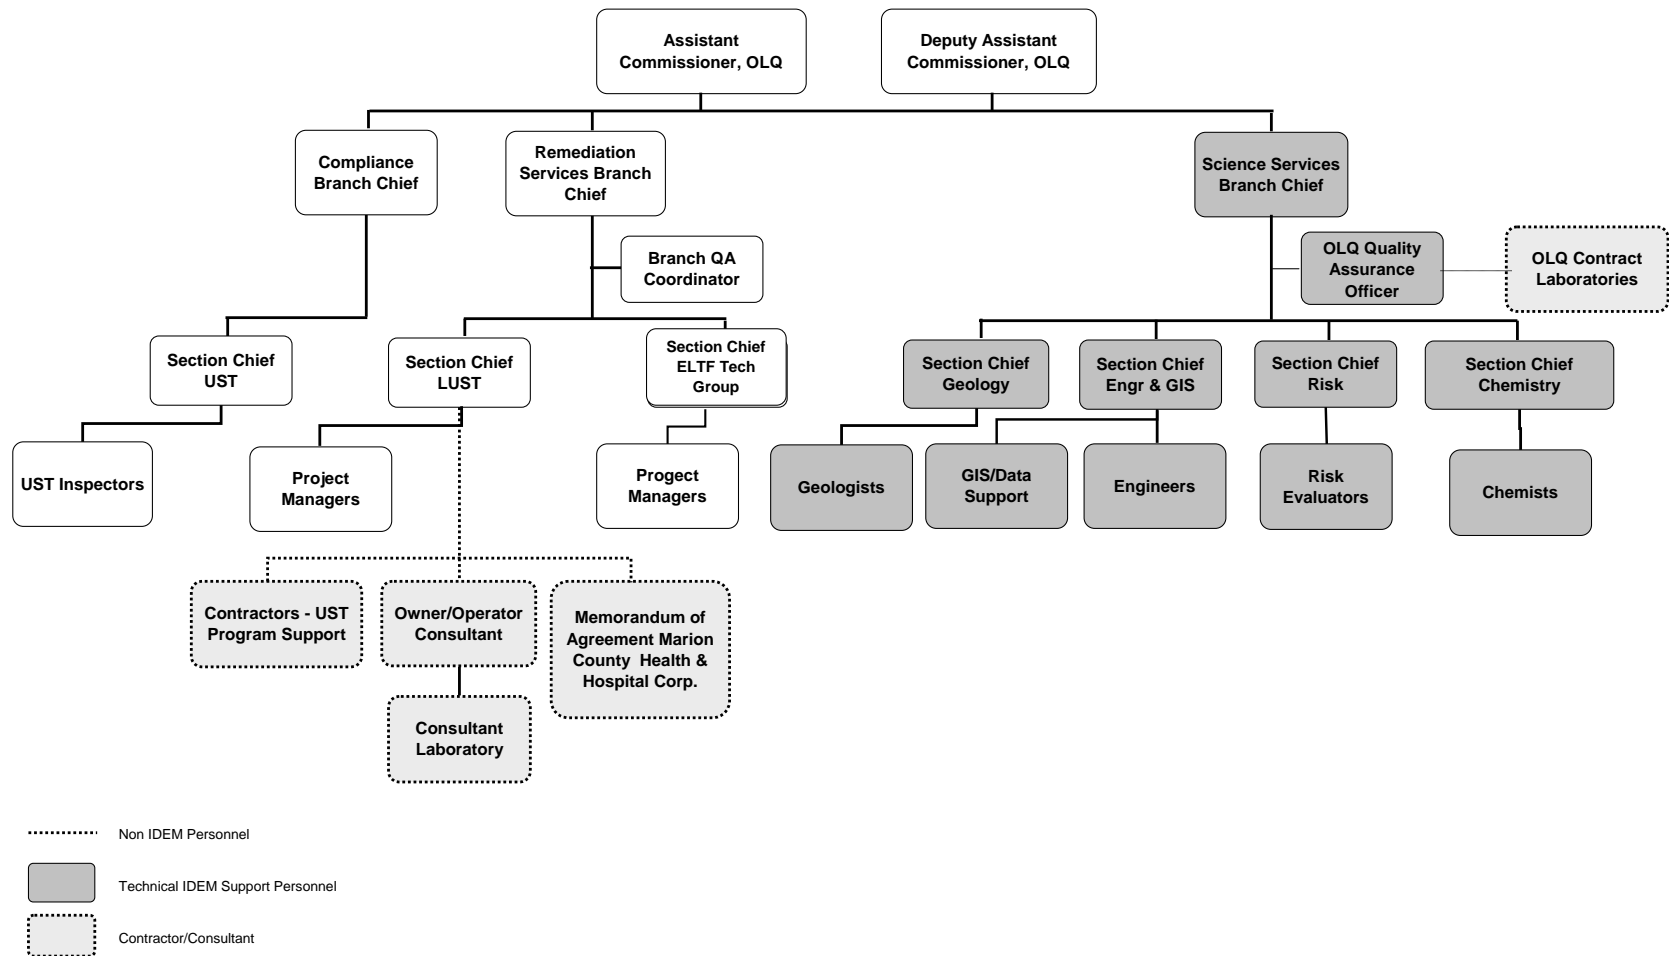 Assistant
Commissioner, OLQ
Deputy Assistant
Commissioner, OLQ
Compliance
Branch Chief
Remediation
Services Branch
Chief
Science Services
Branch Chief
Branch QA
Coordinator
OLQ Quality
Assurance
Officer
OLQ Contract
Laboratories
Section Chief
UST
Section Chief
LUST
Section Chief
ELTF Tech
Group
Section Chief
Geology
Section Chief
Engr & GIS
Section Chief
Risk
Section Chief
Chemistry
UST Inspectors
Project
Managers
Progect
Managers
Geologists
GIS/Data
Support
Engineers
Risk
Evaluators
Chemists
Contractors - UST
Program Support
Owner/Operator
Consultant
Memorandum of
Agreement Marion
County Health &
Hospital Corp.
Consultant
Laboratory
Non IDEM Personnel
Technical IDEM Support Personnel
Contractor/Consultant